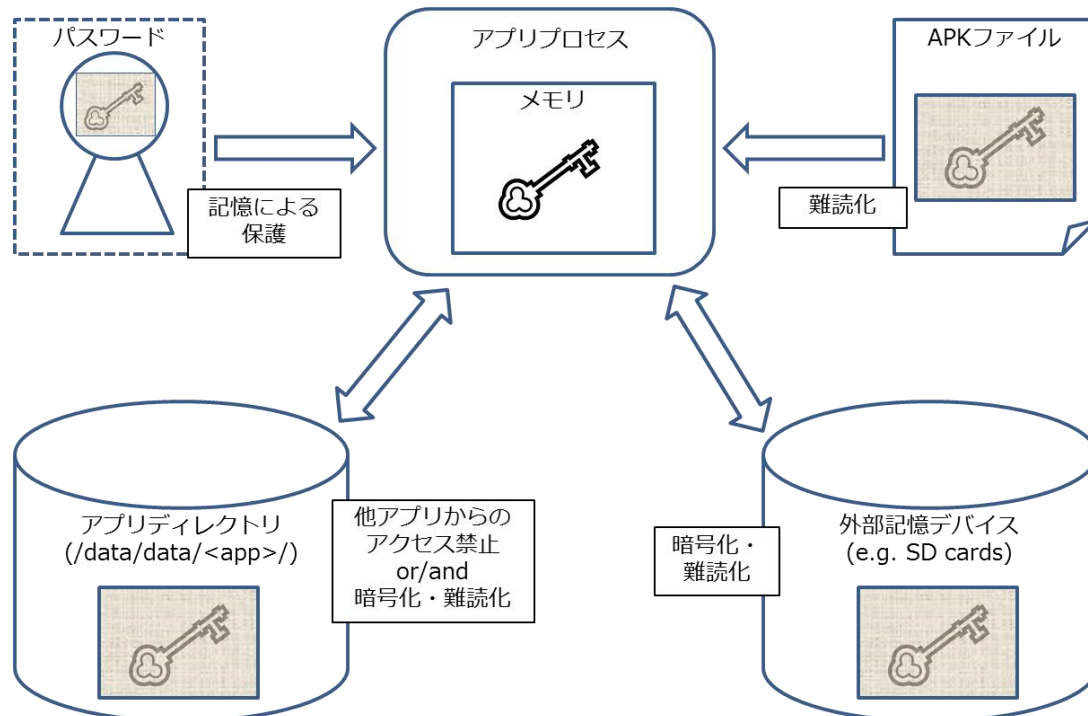 パスワード
アプリプロセス
APKファイル
メモリ
記憶による
保護
難読化
アプリディレクトリ
(/data/data/<app>/)
他アプリからの
アクセス禁止
or/and
暗号化・難読化
暗号化・
難読化
外部記憶デバイス
(e.g. SD cards)